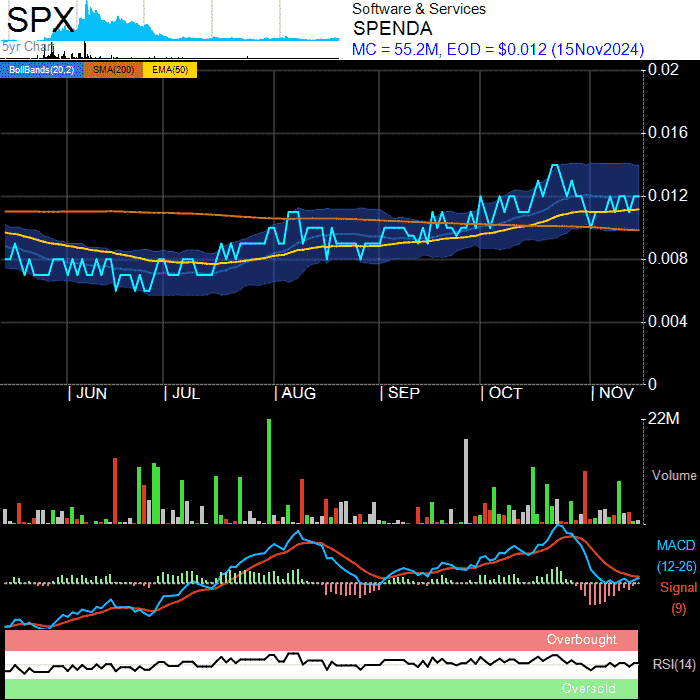 SPX
5yr Chart
Software & Services
SPENDA
MC = 55.2M, EOD = $0.012 (15Nov2024)
BollBands(20,2) SMA(200) EMA(50)
0.02
0.016
0.012
0.008
0.004
0
| JUN | JUL | AUG | SEP | OCT | NOV
22M
Volume
MACD
(12-26)
Signal
(9)
Overbought
RSI(14)
Oversold